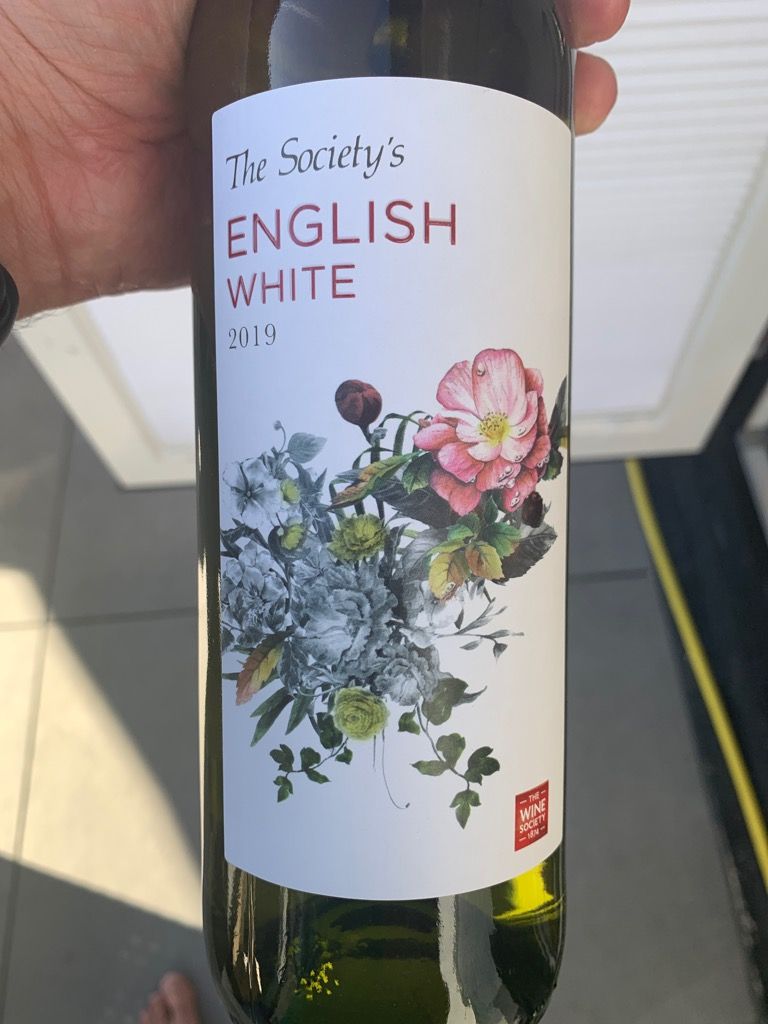 The Society's
ENGLISH
WHITE
2019
THE
WINE
SOCIETY
1874